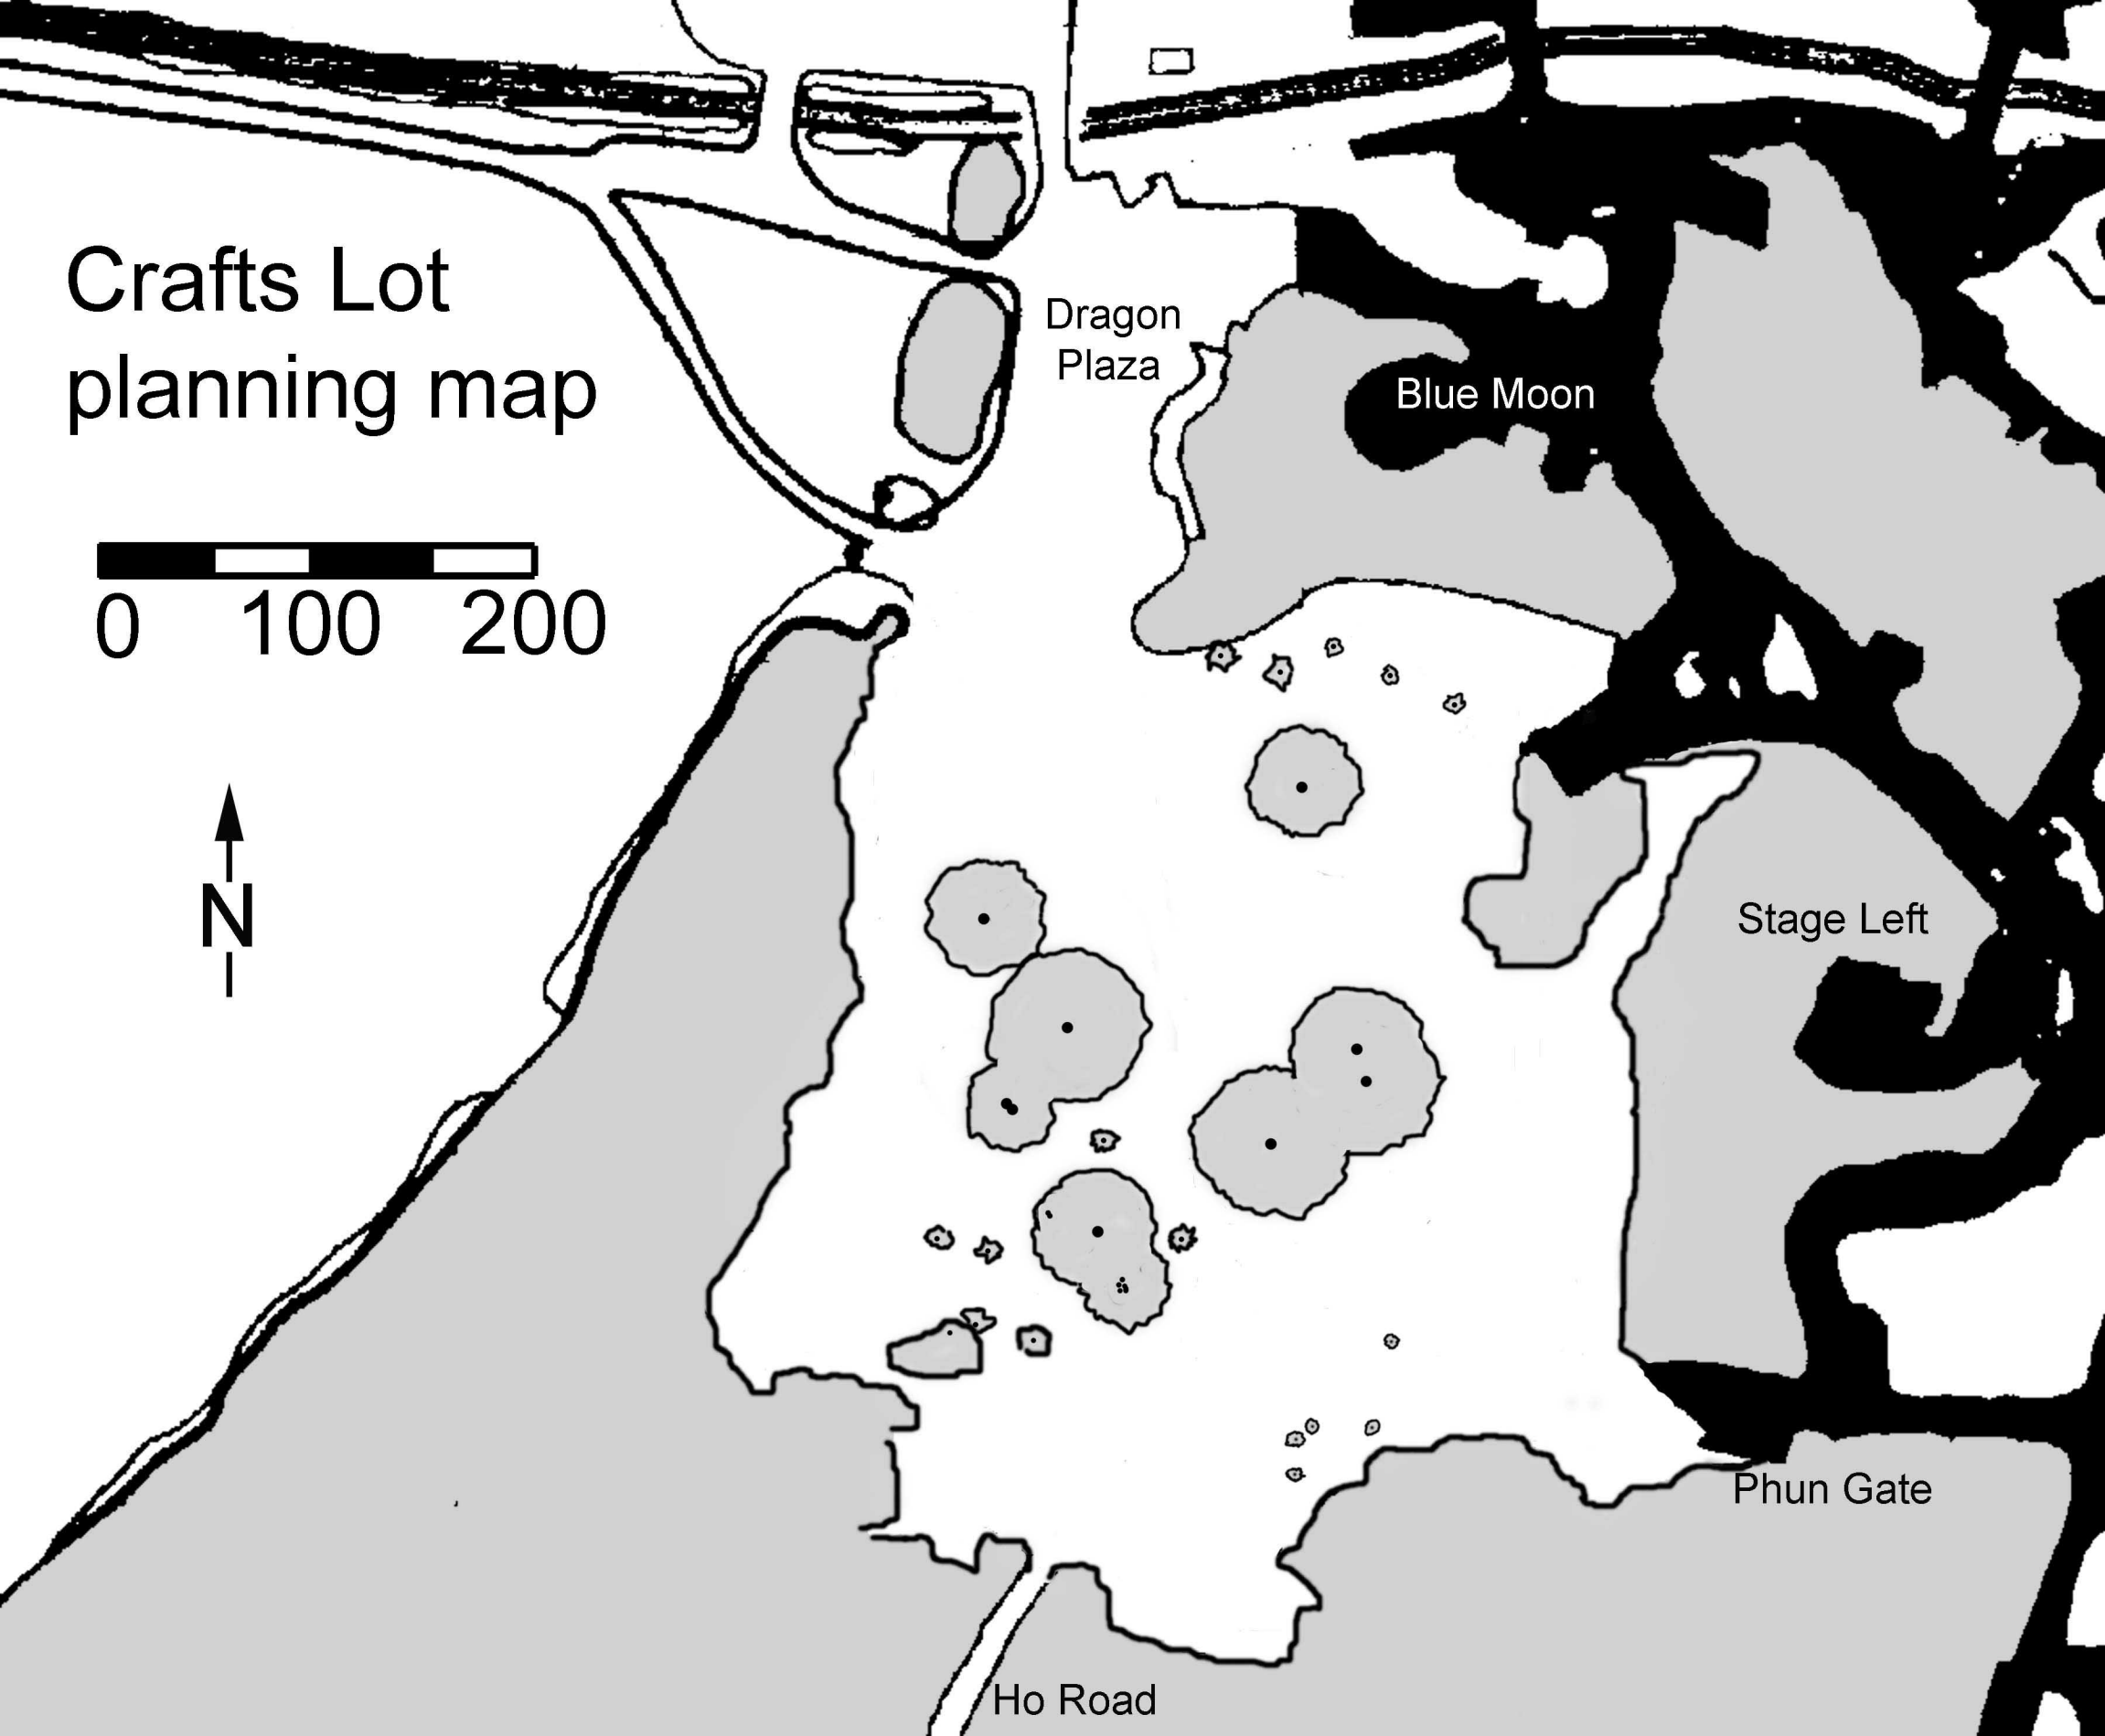 Crafts Lot
planning map
0 100 200
N
Dragon
Plaza
Blue Moon
Stage Left
Phun Gate
Ho Road